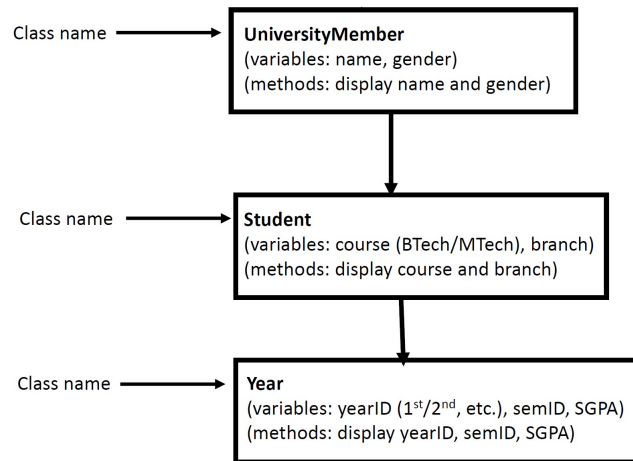 Class name
UniversityMember
(variables: name, gender)
(methods: display name and gender)
Class name
Student
(variables: course (BTech/MTech), branch)
(methods: display course and branch)
Class name
Year
(variables: yearID (1st/2nd, etc.), semID, SGPA)
(methods: display yearID, semID, SGPA)